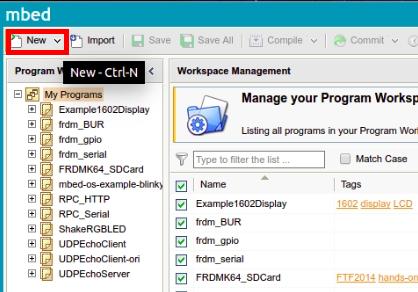 mbed
New Import Save Save All Compile Commit
Program W
New - Ctrl-N
My Programs
Example1602Display
frdm_BUR
frdm_gpio
frdm_serial
FRDMK64_SDCard
mbed-os-example-blinky
RPC_HTTP
RPC_Serial
ShakeRGBLED
UDPEchoClient
UDPEchoClient-ori
UDPEchoServer
Workspace Management
Manage your Program Worksp
Listing all programs in your Program Work
Type to filter the list ... Match Case
Name Tags
Example1602Display 1602 display LCD
frdm_BUR
frdm_gpio
frdm_serial
FRDMK64_SDCard FTF2014 hands-on